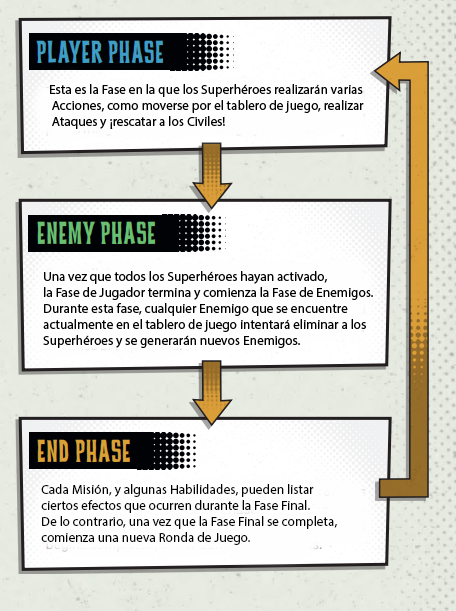 PLAYER PHASE
Esta es la Fase en la que los Superhéroes realizarán varias
Acciones, como moverse por el tablero de juego, realizar
Ataques y ¡rescatar a los Civiles!
ENEMY PHASE
Una vez que todos los Superhéroes hayan activado,
la Fase de Jugador termina y comienza la Fase de Enemigos.
Durante esta fase, cualquier Enemigo que se encuentre
actualmente en el tablero de juego intentará eliminar a los
Superhéroes y se generarán nuevos Enemigos.
END PHASE
Cada Misión, y algunas Habilidades, pueden listar
ciertos efectos que ocurren durante la Fase Final.
De lo contrario, una vez que la Fase Final se completa,
comienza una nueva Ronda de Juego.